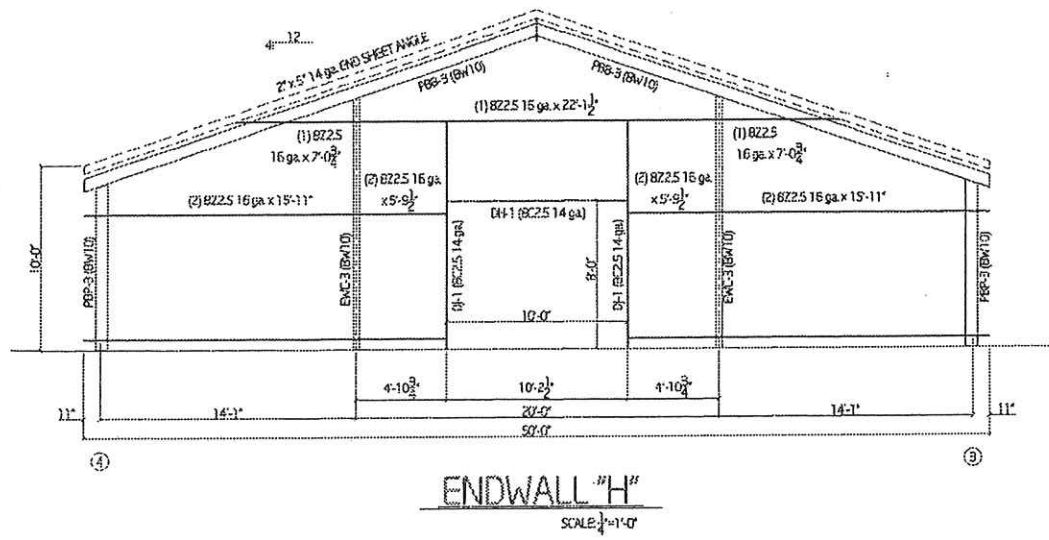 12
4
2" x 5" 14 ga. END SHEET ANGLE
PBB-3 (BW10)
PBB-3 (BW10)
(1) 8Z2.5 16 ga. x 22'-1 1/2"
(1) 8Z2.5
16 ga. x 7'-0 3/4"
(1) 8Z2.5
16 ga. x 7'-0 3/4"
(2) 8Z2.5 16 ga.
x 5'-9 1/2"
(2) 8Z2.5 16 ga.
x 5'-9 1/2"
(2) 8Z2.5 16 ga. x 15'-11"
(2) 8Z2.5 16 ga. x 15'-11"
DH-1 (8C2.5 14 ga.)
10'-0"
PBP-3 (BW10)
EWC-3 (BW10)
DJ-1 (8C2.5 14 ga.)
8'-0"
DJ-1 (8C2.5 14 ga.)
EWC-3 (BW10)
PBP-3 (BW10)
10'-0"
4'-10 3/4"
10'-2 1/2"
4'-10 3/4"
11"
14'-1"
20'-0"
14'-1"
11"
50'-0"
4
ENDWALL "H"
SCALE: 1/4"=1'-0"